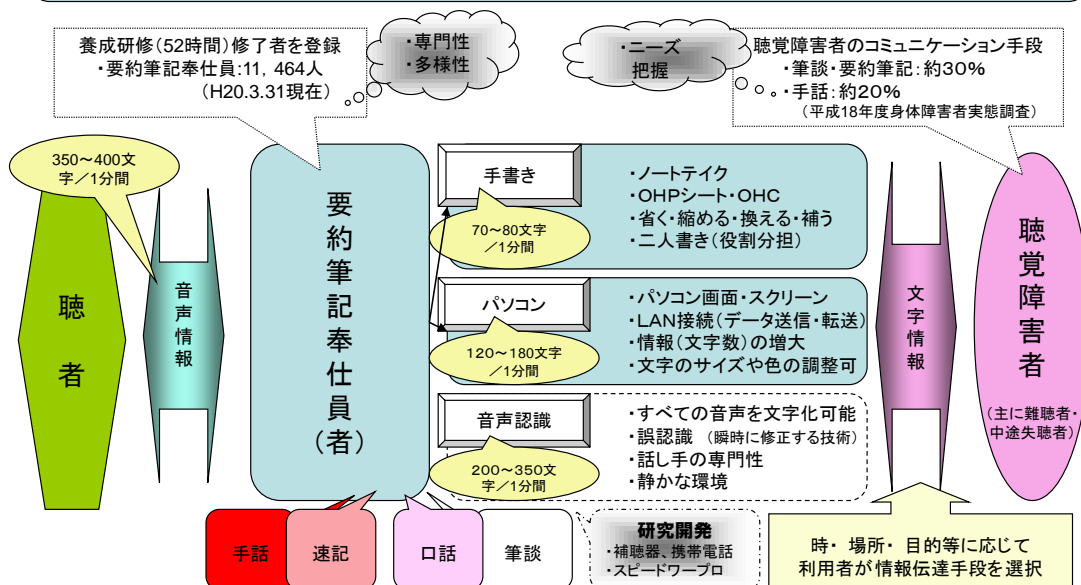 養成研修(52時間)修了者を登録
・要約筆記奉仕員:11,464人
(H20.3.31現在)
・専門性
・多様性
・ニーズ
把握
聴覚障害者のコミュニケーション手段
・筆談・要約筆記:約30%
・手話:約20%
(平成18年度身体障害者実態調査)
350~400文
字/1分間
聴者
音声情報
要約筆記奉仕員(者)
手書き
70~80文字
/1分間
・ノートテイク
・OHPシート・OHC
・省く・縮める・換える・補う
・二人書き(役割分担)
パソコン
120~180文字
/1分間
・パソコン画面・スクリーン
・LAN接続(データ送信・転送)
・情報(文字数)の増大
・文字のサイズや色の調整可
音声認識
200~350文
字/1分間
・すべての音声を文字化可能
・誤認識 (瞬時に修正する技術)
・話し手の専門性
・静かな環境
文字情報
聴覚障害者
(主に難聴者・
中途失聴者)
手話
速記
口話
筆談
研究開発
・補聴器、携帯電話
・スピードワープロ
時・場所・目的等に応じて
利用者が情報伝達手段を選択